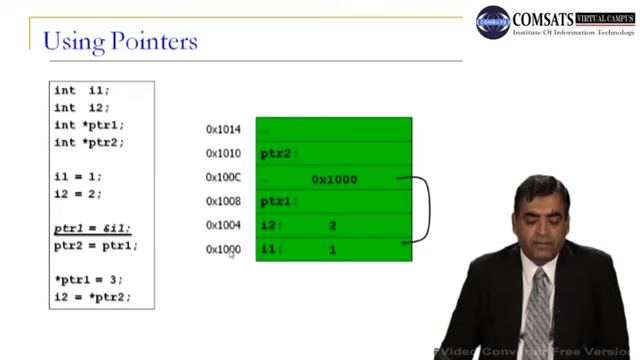 COMSATS VIRTUAL CAMPUS
Institute Of Information Technology
Using Pointers
int i1;
int i2;
int *ptr1;
int *ptr2;
i1 = 1;
i2 = 2;
ptr1 = &i1;
ptr2 = ptr1;
*ptr1 = 3;
i2 = *ptr2;
0x1014 …
0x1010 ptr2:
0x100C … 0x1000
0x1008 ptr1:
0x1004 i2: 2
0x1000 i1: 1
Video Converter Free Version